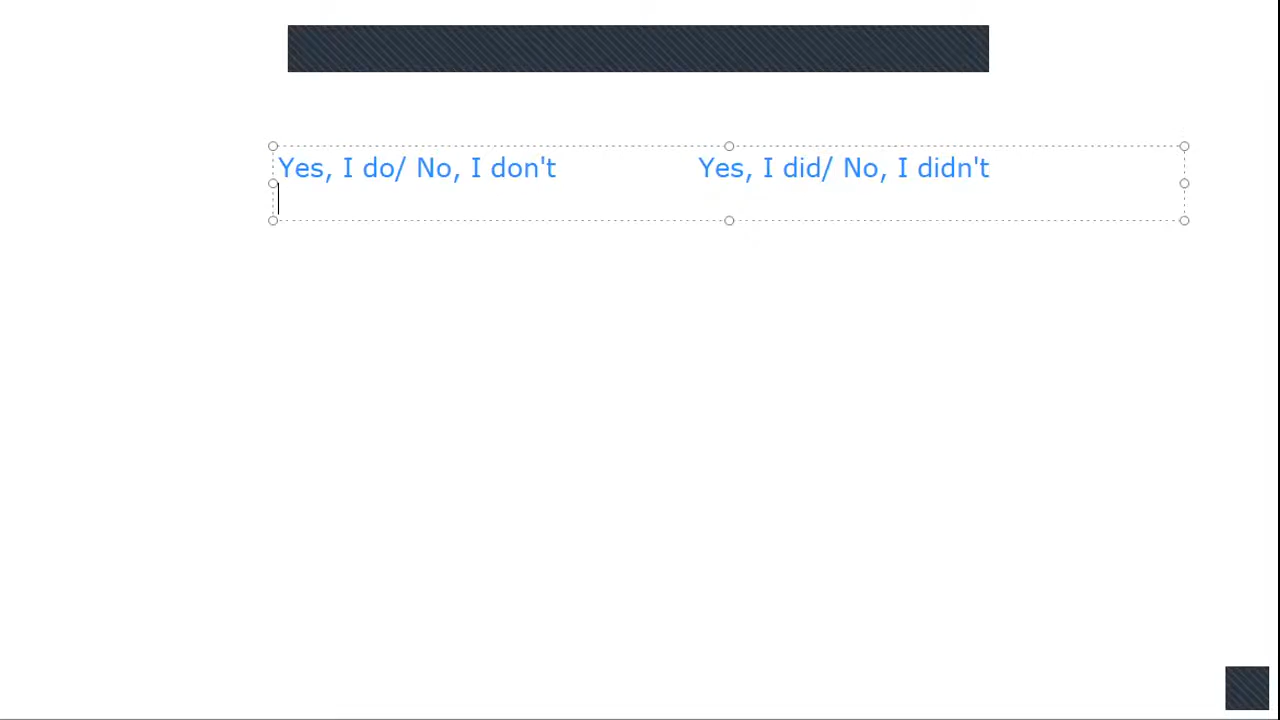 Yes, I do/ No, I don't Yes, I did/ No, I didn't